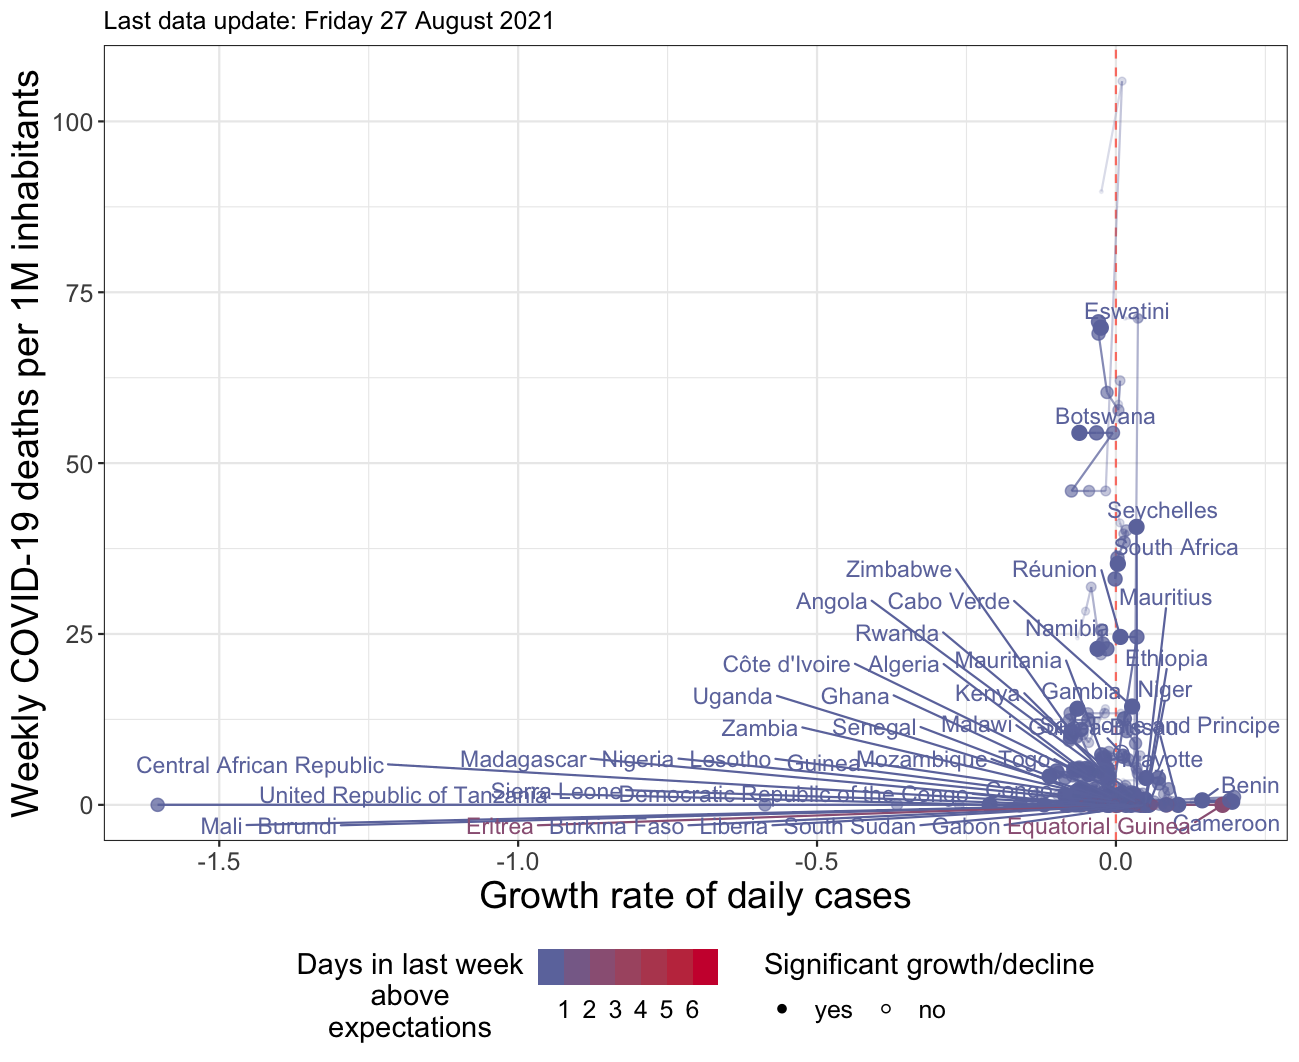 Last data update: Friday 27 August 2021
Weekly COVID-19 deaths per 1M inhabitants
100
75
50
25
0
Eswatini
Botswana
Seychelles
South Africa
Zimbabwe
Réunion
Angola
Cabo Verde
Mauritius
Rwanda
Namibia
Côte d'Ivoire
Algeria
Mauritania
Ethiopia
Uganda
Ghana
Kenya
Gambia
Niger
Zambia
Senegal
Malawi
Guinea-Bissau
and Principe
Central African Republic
Madagascar
Nigeria
Lesotho
Guinea
Mozambique
Togo
Mayotte
United Republic of Tanzania
Sierra Leone
Democratic Republic of the Congo
Congo
Benin
Mali
Burundi
Eritrea
Burkina Faso
Liberia
South Sudan
Gabon
Equatorial Guinea
Cameroon
-1.5
-1.0
-0.5
0.0
Growth rate of daily cases
Days in last week
above
expectations
1 2 3 4 5 6
Significant growth/decline
yes
no